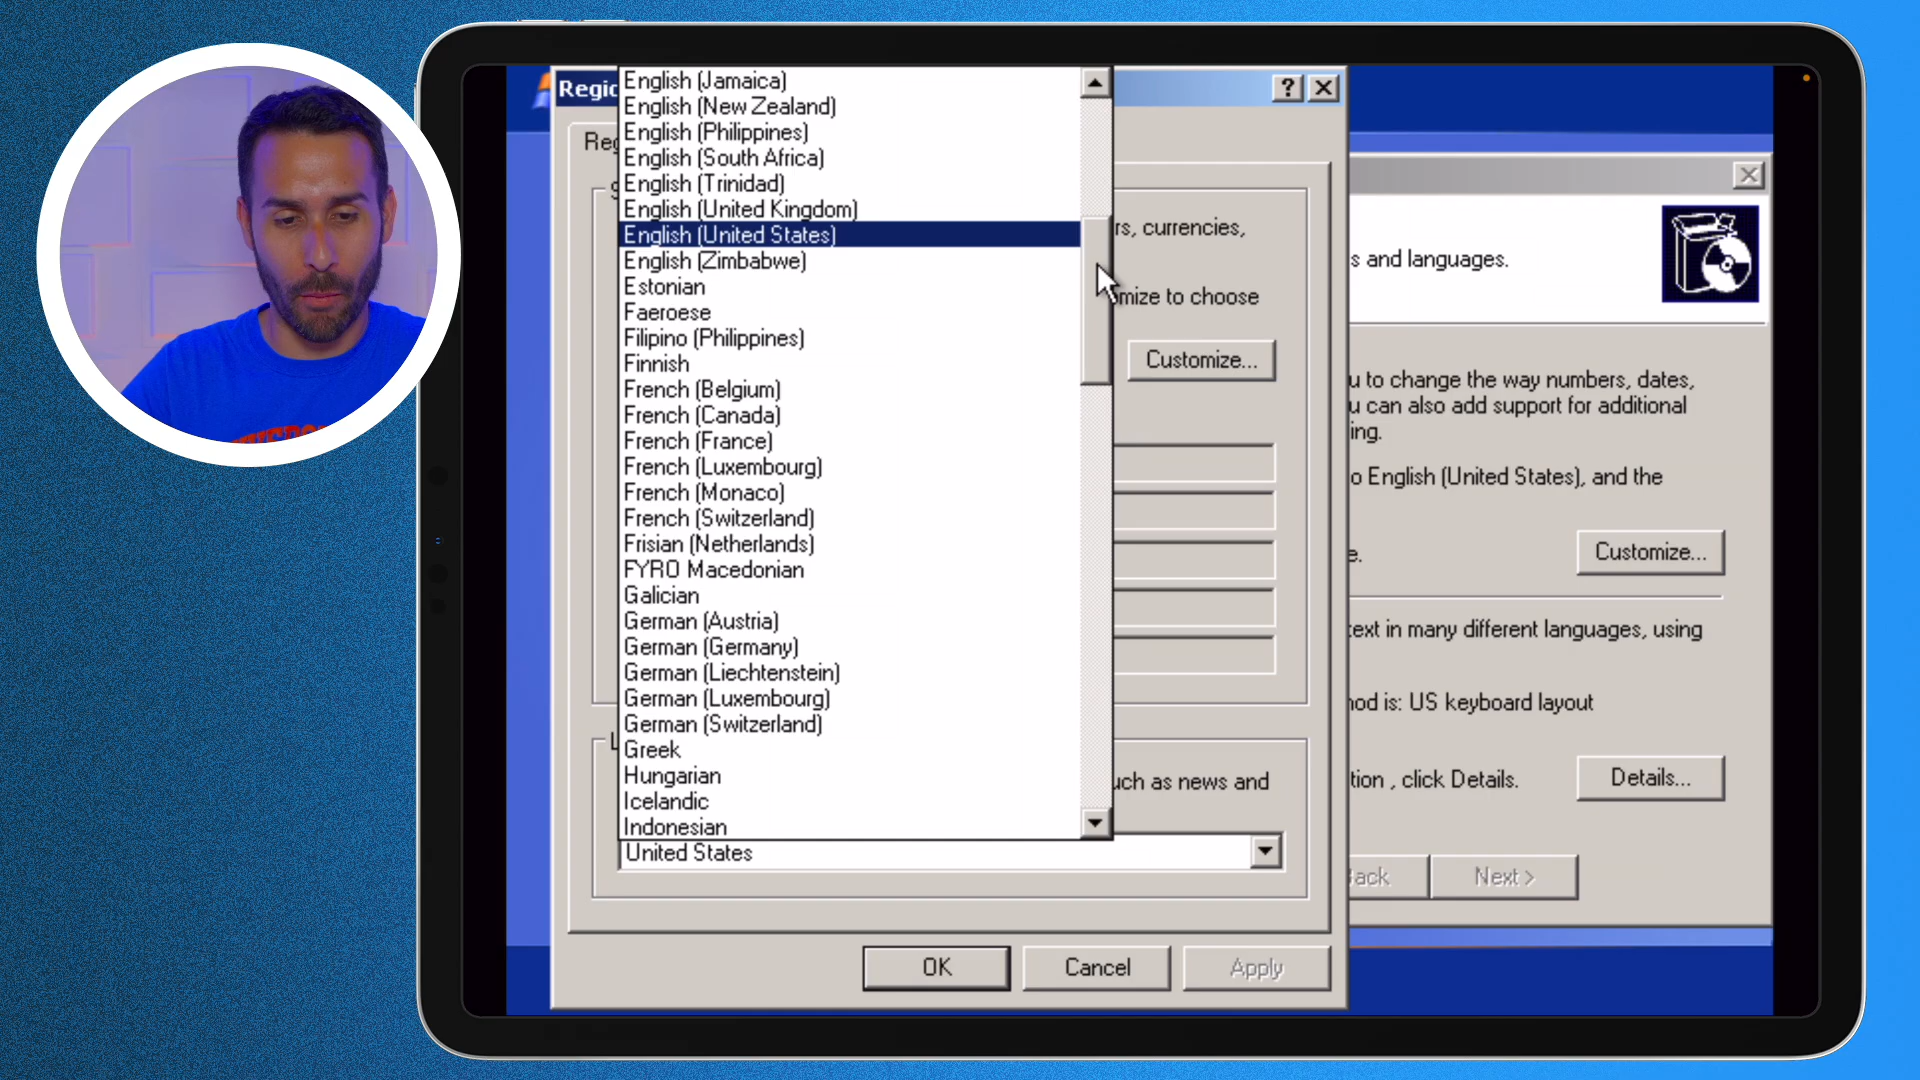 Regio
English (Jamaica)
English (New Zealand)
English (Philippines)
English (South Africa)
English (Trinidad)
English (United Kingdom)
English (United States)
English (Zimbabwe)
Estonian
Faeroese
Filipino (Philippines)
Finnish
French (Belgium)
French (Canada)
French (France)
French (Luxembourg)
French (Monaco)
French (Switzerland)
Frisian (Netherlands)
FYRO Macedonian
Galician
German (Austria)
German (Germany)
German (Liechtenstein)
German (Luxembourg)
German (Switzerland)
Greek
Hungarian
Icelandic
Indonesian
United States
Reg
rs, currencies,
mize to choose
Customize...
uch as news and
OK
Cancel
Apply
s and languages.
u to change the way numbers, dates,
u can also add support for additional
ing.
o English (United States), and the
e.
Customize...
text in many different languages, using
nod is: US keyboard layout
tion , click Details.
Details...
Back
Next >